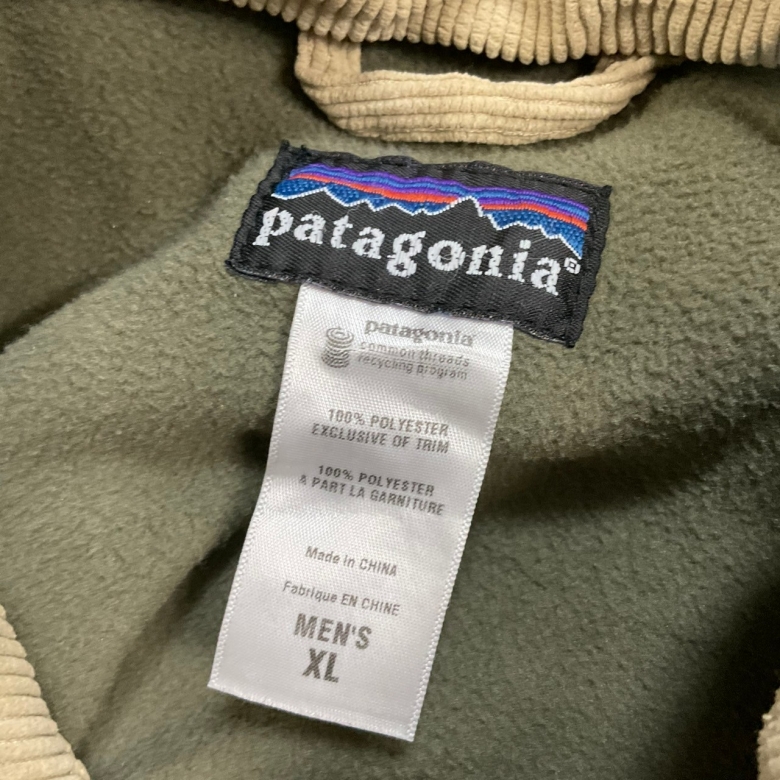 patagonia
patagonia
common threads
recycling program
100% POLYESTER
EXCLUSIVE OF TRIM
100% POLYESTER
À PART LA GARNITURE
Made in CHINA
Fabrique EN CHINE
MEN'S
XL